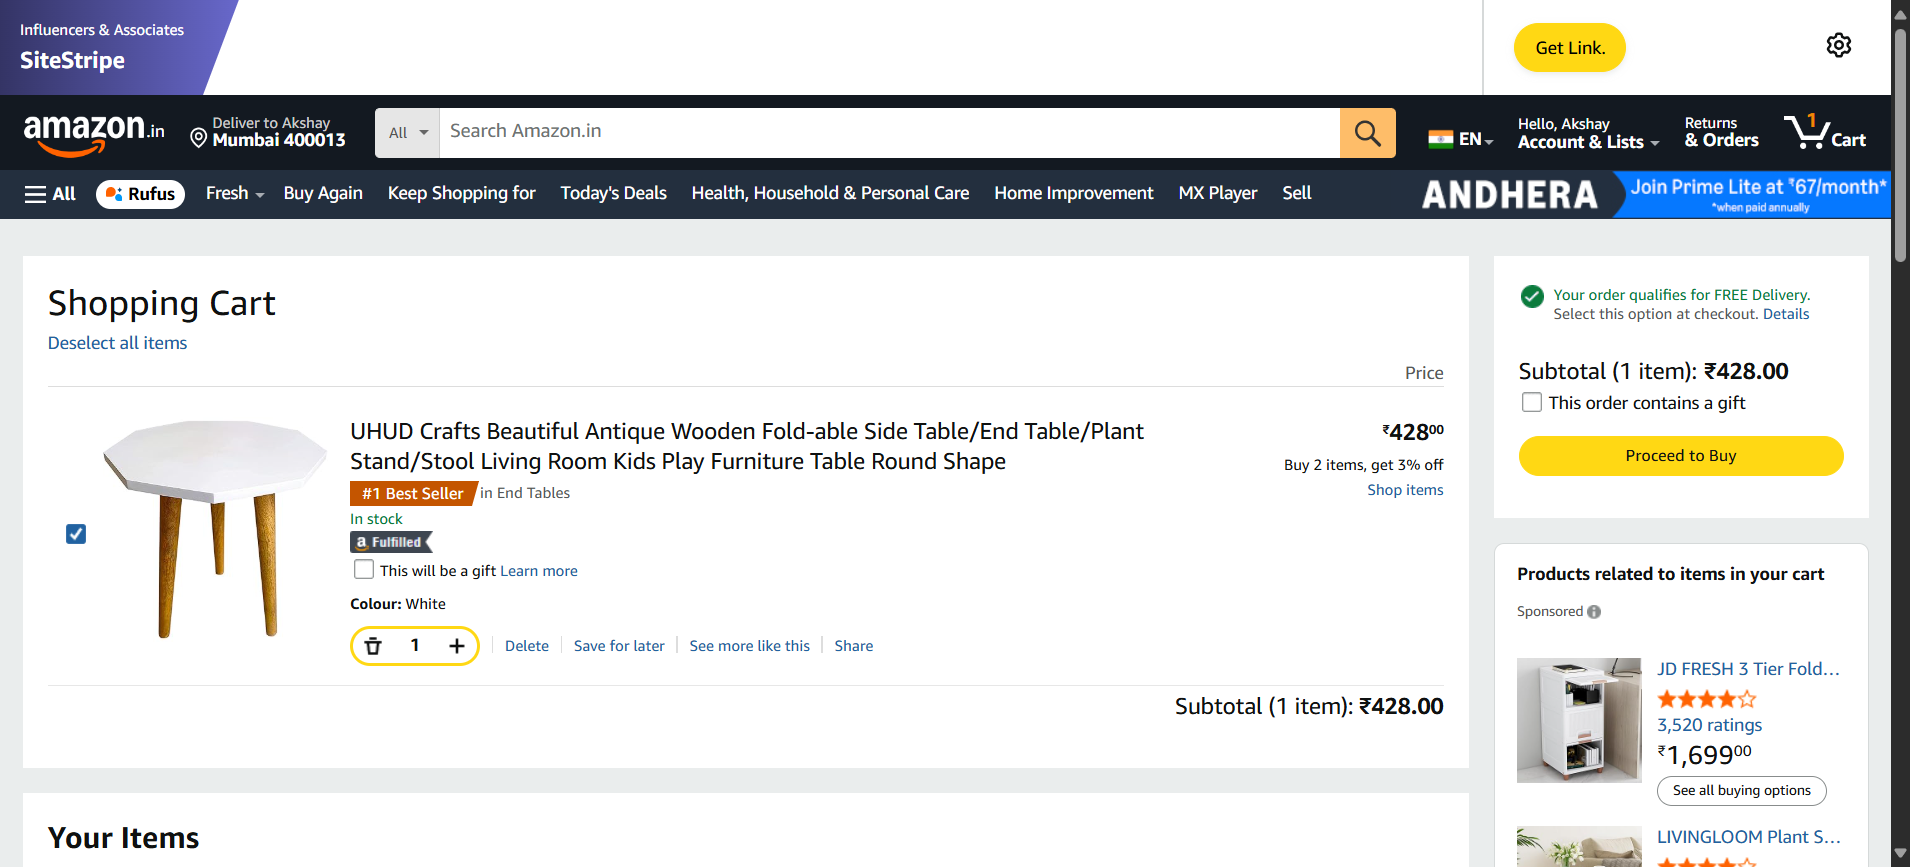 Influencers & Associates
SiteStripe
Get Link.
amazon.in
Deliver to Akshay
Mumbai 400013
All
Search Amazon.in
EN
Hello, Akshay
Account & Lists
Returns
& Orders
1
Cart
All
Rufus
Fresh
Buy Again
Keep Shopping for
Today's Deals
Health, Household & Personal Care
Home Improvement
MX Player
Sell
ANDHERA
Join Prime Lite at ₹67/month*
*when paid annually
Shopping Cart
Deselect all items
Price
UHUD Crafts Beautiful Antique Wooden Fold-able Side Table/End Table/Plant
Stand/Stool Living Room Kids Play Furniture Table Round Shape
#1 Best Seller in End Tables
In stock
a Fulfilled
This will be a gift Learn more
Colour: White
1
Delete
Save for later
See more like this
Share
₹42800
Buy 2 items, get 3% off
Shop items
Subtotal (1 item): ₹428.00
Your Items
Your order qualifies for FREE Delivery.
Select this option at checkout. Details
Subtotal (1 item): ₹428.00
This order contains a gift
Proceed to Buy
Products related to items in your cart
Sponsored
JD FRESH 3 Tier Fold...
3,520 ratings
₹1,69900
See all buying options
LIVINGLOOM Plant S...